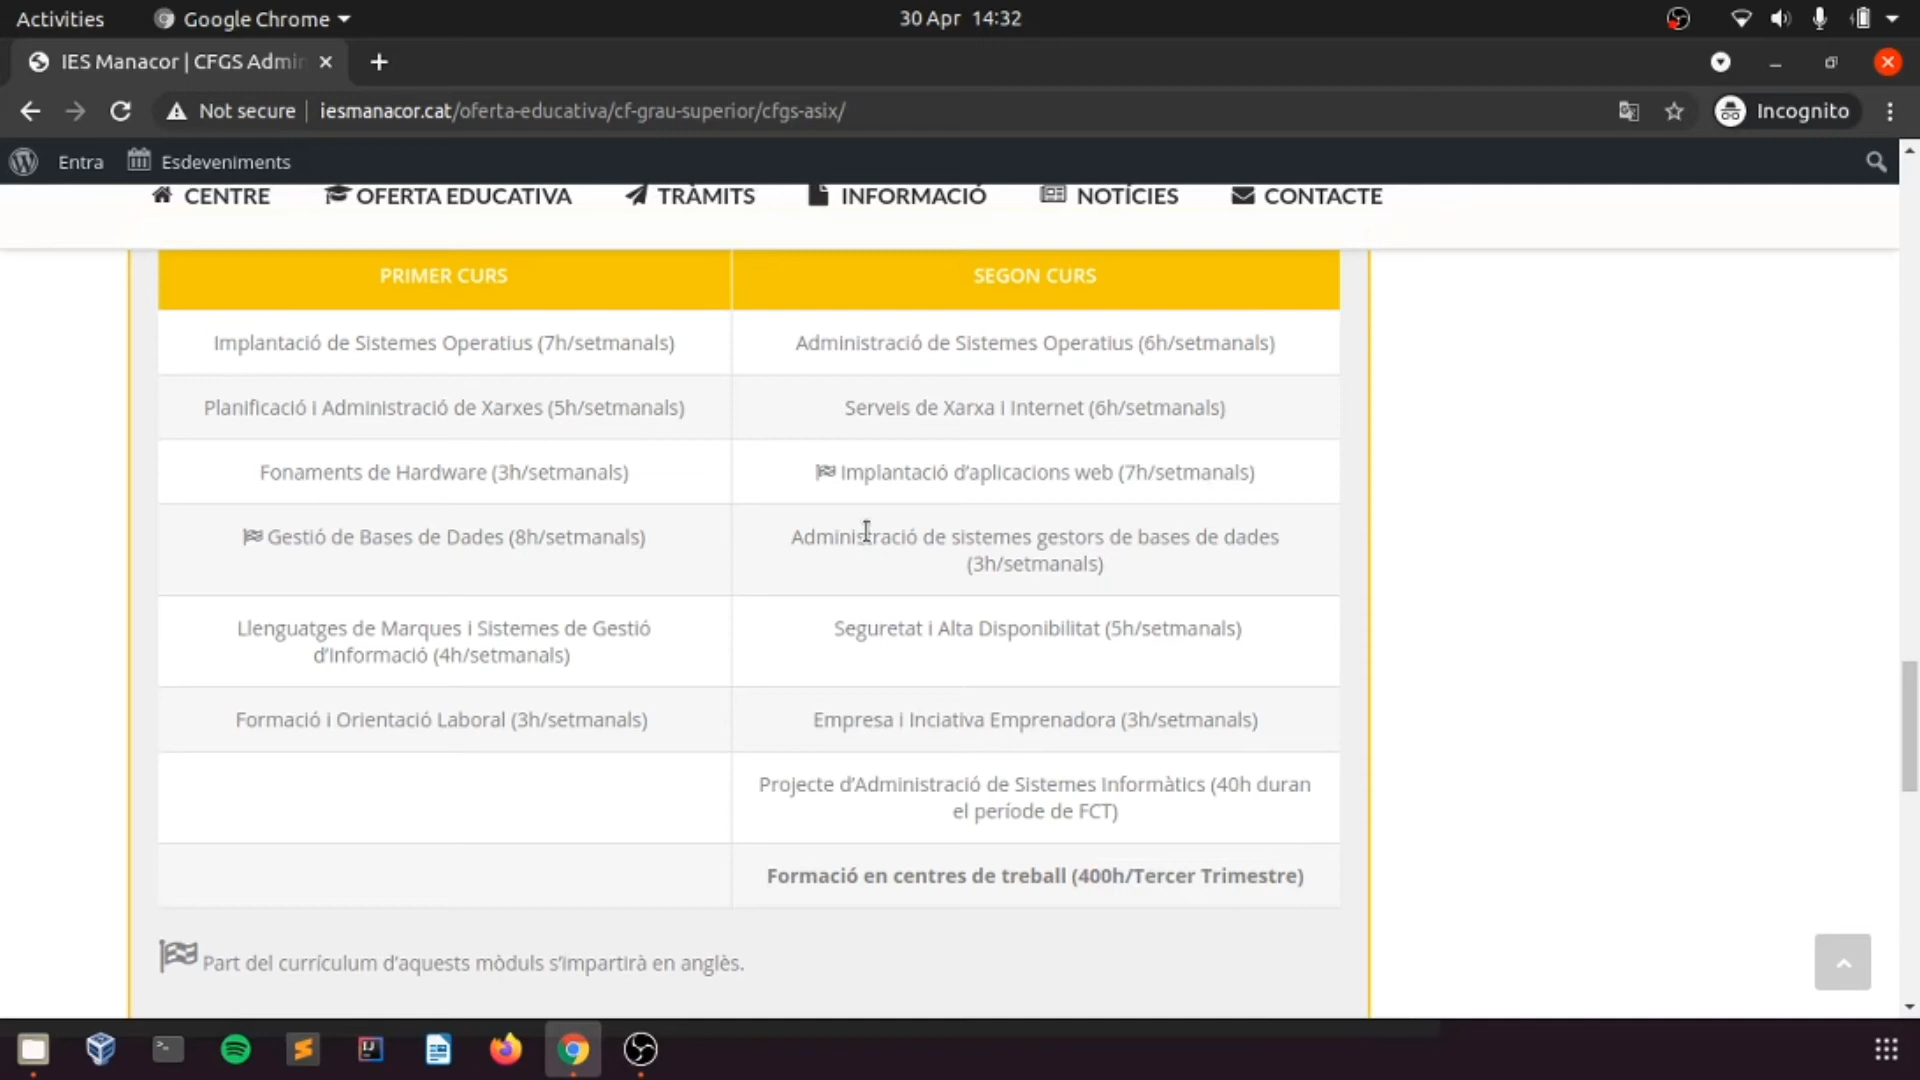 Activities
Google Chrome
30 Apr 14:32
IES Manacor | CFGS Admin
Not secure
iesmanacor.cat/oferta-educativa/cf-grau-superior/cfgs-asix/
Incognito
Entra
Esdeveniments
CENTRE
OFERTA EDUCATIVA
TRÀMITS
INFORMACIÓ
NOTÍCIES
CONTACTE
PRIMER CURS
SEGON CURS
Implantació de Sistemes Operatius (7h/setmanals)
Administració de Sistemes Operatius (6h/setmanals)
Planificació i Administració de Xarxes (5h/setmanals)
Serveis de Xarxa i Internet (6h/setmanals)
Fonaments de Hardware (3h/setmanals)
Implantació d’aplicacions web (7h/setmanals)
Gestió de Bases de Dades (8h/setmanals)
Administració de sistemes gestors de bases de dades
(3h/setmanals)
Llenguatges de Marques i Sistemes de Gestió
d’Informació (4h/setmanals)
Seguretat i Alta Disponibilitat (5h/setmanals)
Formació i Orientació Laboral (3h/setmanals)
Empresa i Inciativa Emprenadora (3h/setmanals)
Projecte d’Administració de Sistemes Informàtics (40h duran
el període de FCT)
Formació en centres de treball (400h/Tercer Trimestre)
Part del currículum d’aquests mòduls s’impartirà en anglès.